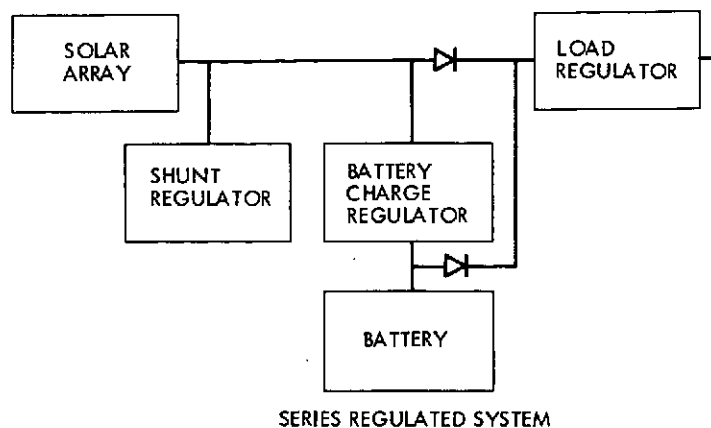 SOLAR
ARRAY
LOAD
REGULATOR
SHUNT
REGULATOR
BATTERY
CHARGE
REGULATOR
BATTERY
SERIES REGULATED SYSTEM